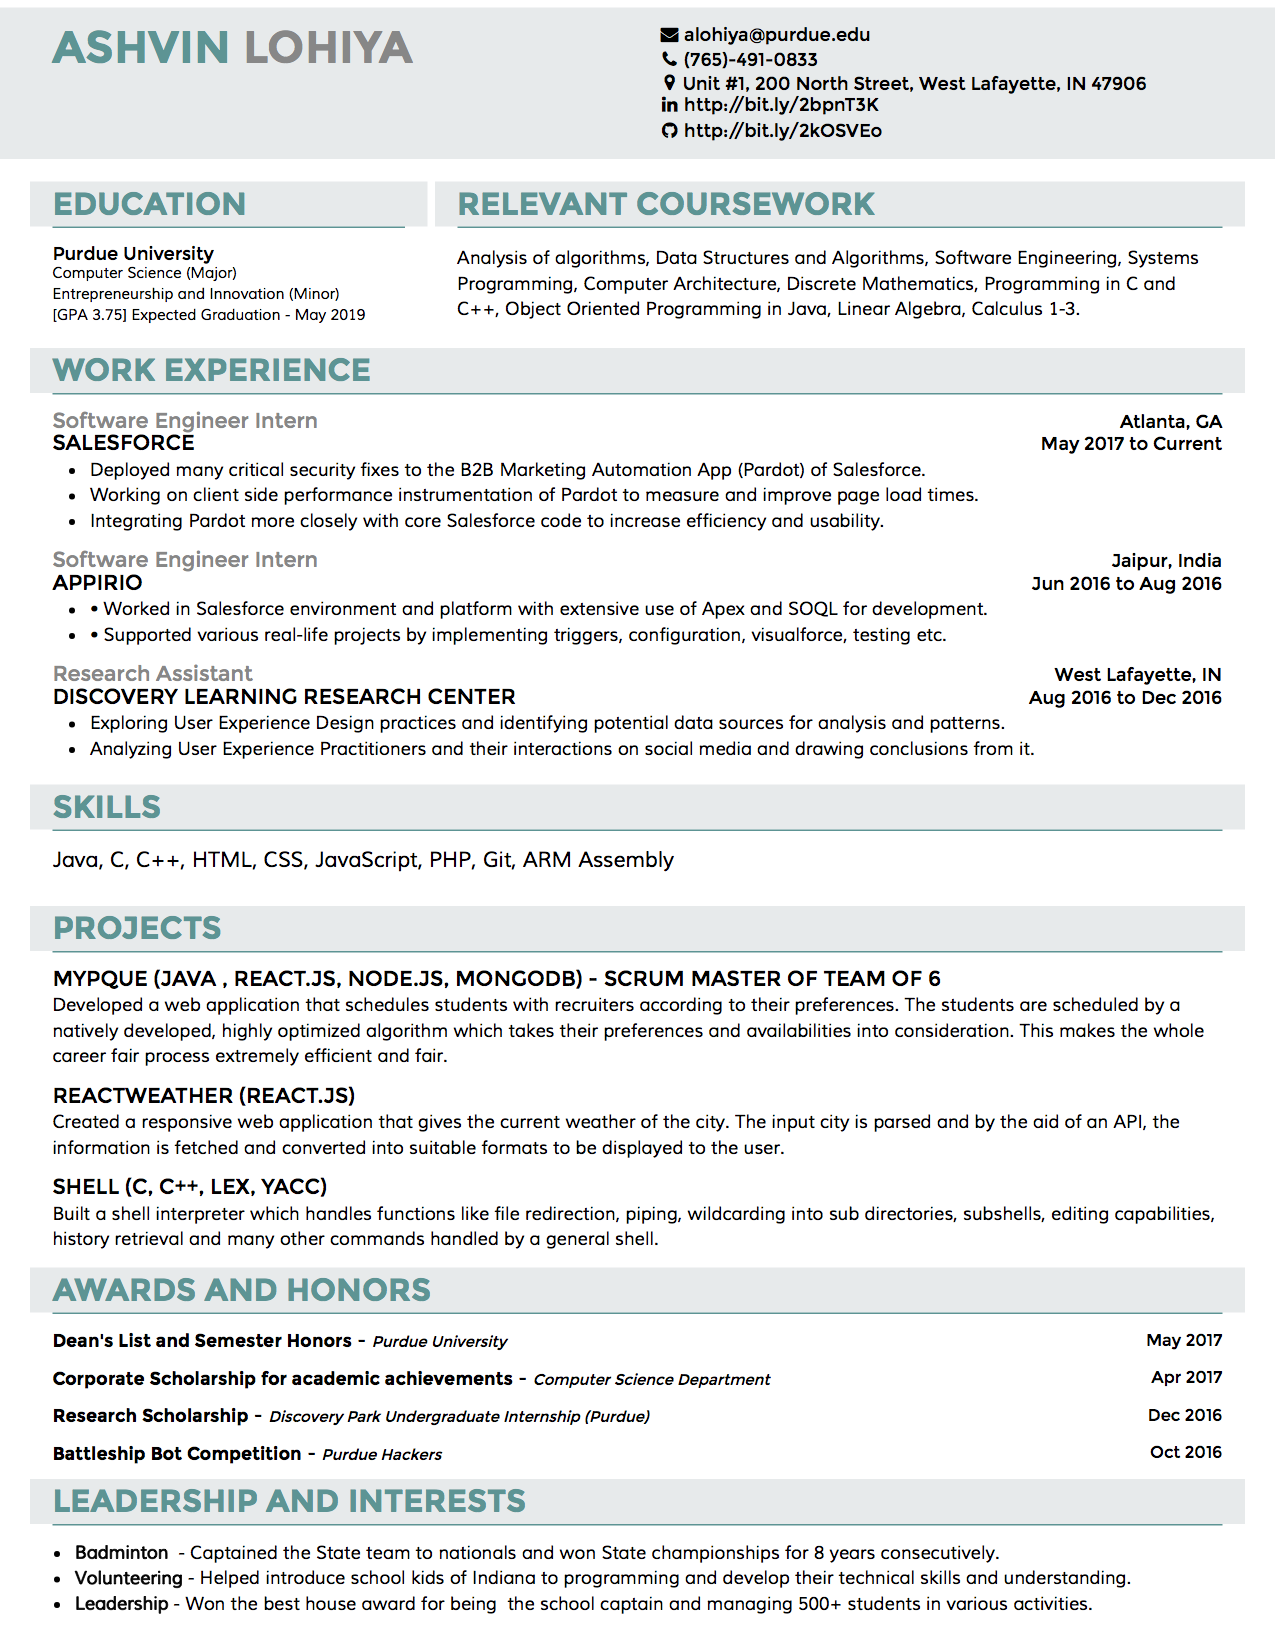 ASHVIN LOHIYA
alohiya@purdue.edu
(765)-491-0833
Unit #1, 200 North Street, West Lafayette, IN 47906
http://bit.ly/2bpnT3K
http://bit.ly/2kOSVEo
EDUCATION
Purdue University
Computer Science (Major)
Entrepreneurship and Innovation (Minor)
[GPA 3.75] Expected Graduation - May 2019
RELEVANT COURSEWORK
Analysis of algorithms, Data Structures and Algorithms, Software Engineering, Systems
Programming, Computer Architecture, Discrete Mathematics, Programming in C and
C++, Object Oriented Programming in Java, Linear Algebra, Calculus 1-3.
WORK EXPERIENCE
Software Engineer Intern Atlanta, GA
SALESFORCE May 2017 to Current
• Deployed many critical security fixes to the B2B Marketing Automation App (Pardot) of Salesforce.
• Working on client side performance instrumentation of Pardot to measure and improve page load times.
• Integrating Pardot more closely with core Salesforce code to increase efficiency and usability.
Software Engineer Intern Jaipur, India
APPIRIO Jun 2016 to Aug 2016
• • Worked in Salesforce environment and platform with extensive use of Apex and SOQL for development.
• • Supported various real-life projects by implementing triggers, configuration, visualforce, testing etc.
Research Assistant West Lafayette, IN
DISCOVERY LEARNING RESEARCH CENTER Aug 2016 to Dec 2016
• Exploring User Experience Design practices and identifying potential data sources for analysis and patterns.
• Analyzing User Experience Practitioners and their interactions on social media and drawing conclusions from it.
SKILLS
Java, C, C++, HTML, CSS, JavaScript, PHP, Git, ARM Assembly
PROJECTS
MYPQUE (JAVA , REACT.JS, NODE.JS, MONGODB) - SCRUM MASTER OF TEAM OF 6
Developed a web application that schedules students with recruiters according to their preferences. The students are scheduled by a
natively developed, highly optimized algorithm which takes their preferences and availabilities into consideration. This makes the whole
career fair process extremely efficient and fair.
REACTWEATHER (REACT.JS)
Created a responsive web application that gives the current weather of the city. The input city is parsed and by the aid of an API, the
information is fetched and converted into suitable formats to be displayed to the user.
SHELL (C, C++, LEX, YACC)
Built a shell interpreter which handles functions like file redirection, piping, wildcarding into sub directories, subshells, editing capabilities,
history retrieval and many other commands handled by a general shell.
AWARDS AND HONORS
Dean's List and Semester Honors - Purdue University May 2017
Corporate Scholarship for academic achievements - Computer Science Department Apr 2017
Research Scholarship - Discovery Park Undergraduate Internship (Purdue) Dec 2016
Battleship Bot Competition - Purdue Hackers Oct 2016
LEADERSHIP AND INTERESTS
• Badminton - Captained the State team to nationals and won State championships for 8 years consecutively.
• Volunteering - Helped introduce school kids of Indiana to programming and develop their technical skills and understanding.
• Leadership - Won the best house award for being the school captain and managing 500+ students in various activities.